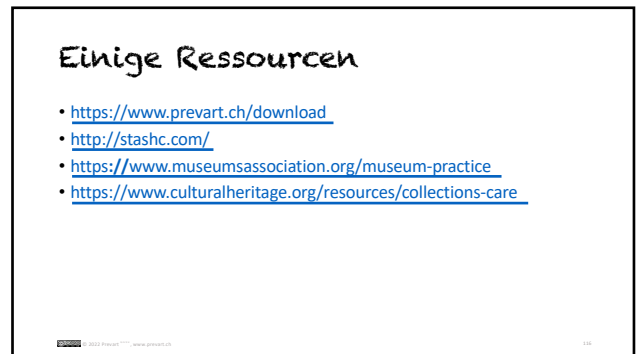 Einige Ressourcen
• https://www.prevart.ch/download
• http://stashc.com/
• https://www.museumsassociation.org/museum-practice
• https://www.culturalheritage.org/resources/collections-care
© 2023 Prevart, www.prevart.ch